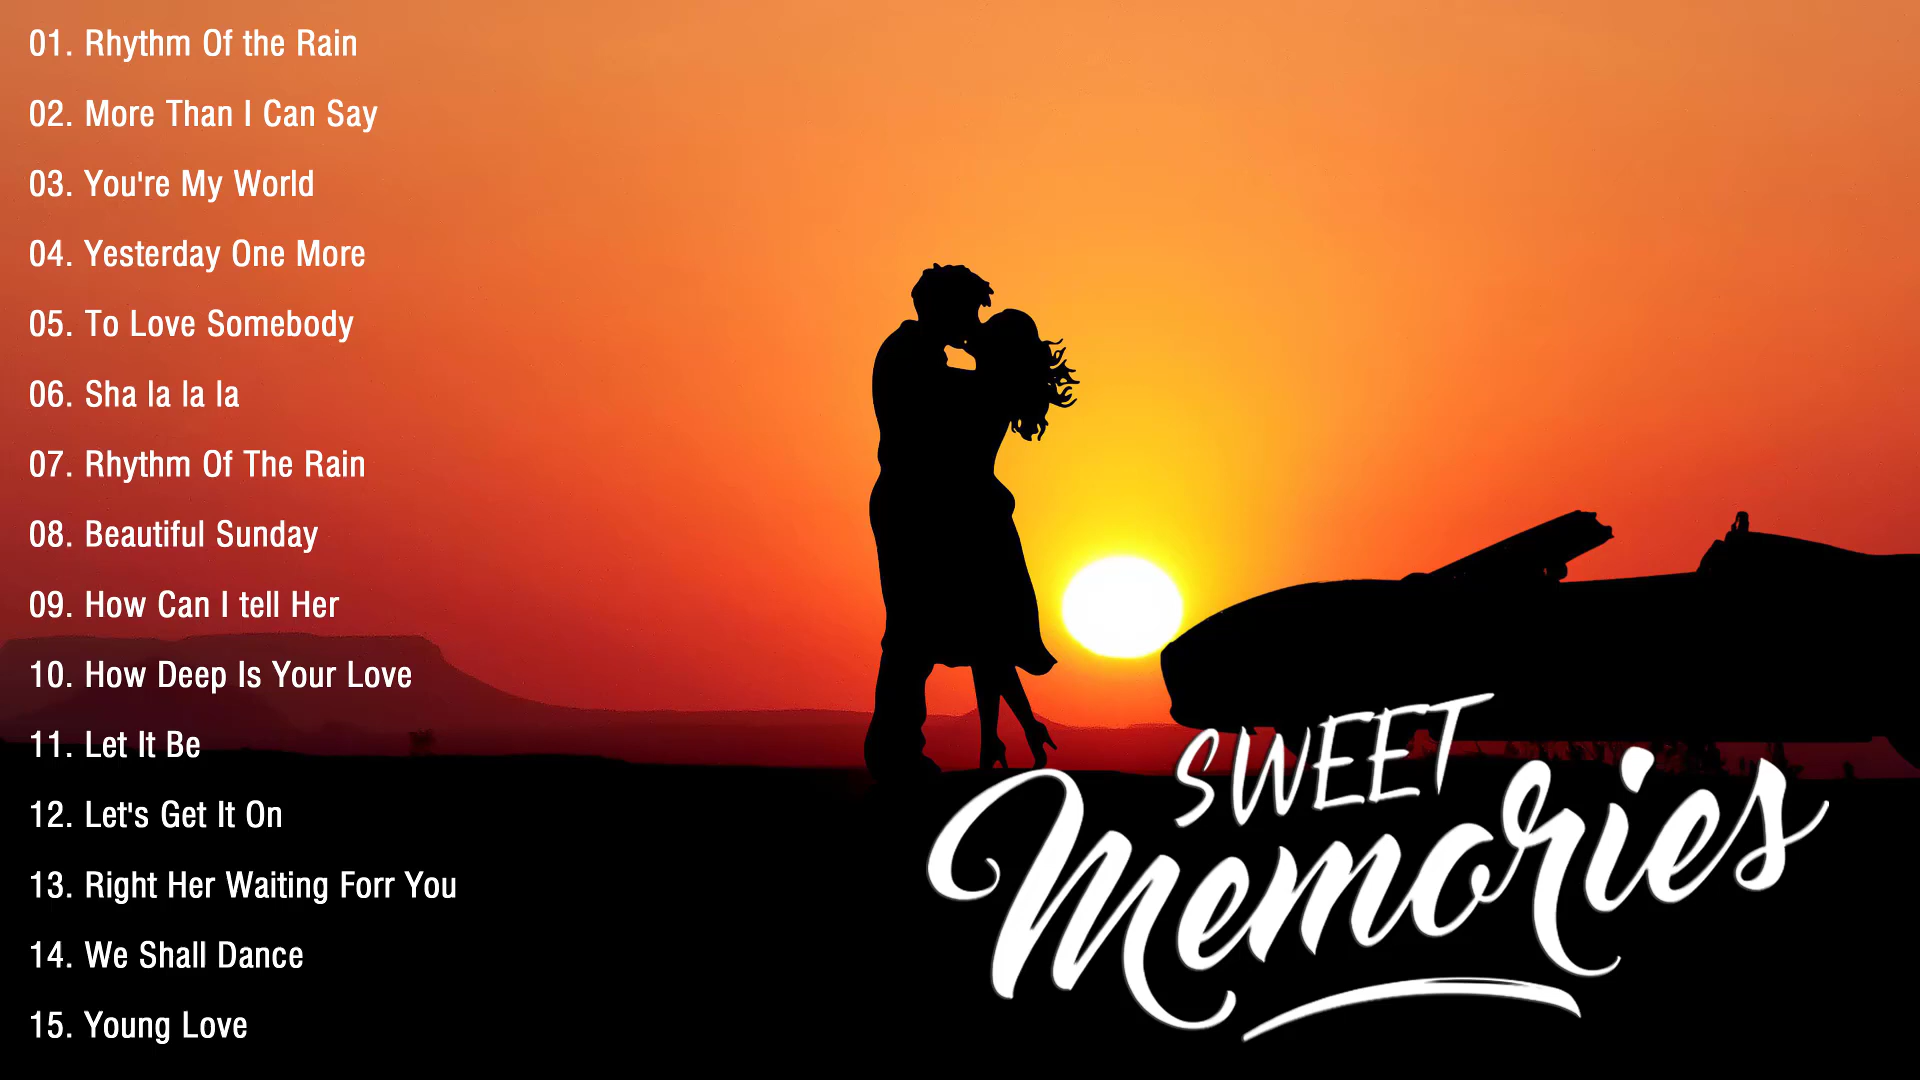 01. Rhythm Of the Rain
02. More Than I Can Say
03. You're My World
04. Yesterday One More
05. To Love Somebody
06. Sha la la la
07. Rhythm Of The Rain
08. Beautiful Sunday
09. How Can I tell Her
10. How Deep Is Your Love
11. Let It Be
12. Let's Get It On
13. Right Her Waiting Forr You
14. We Shall Dance
15. Young Love
SWEET
Memories